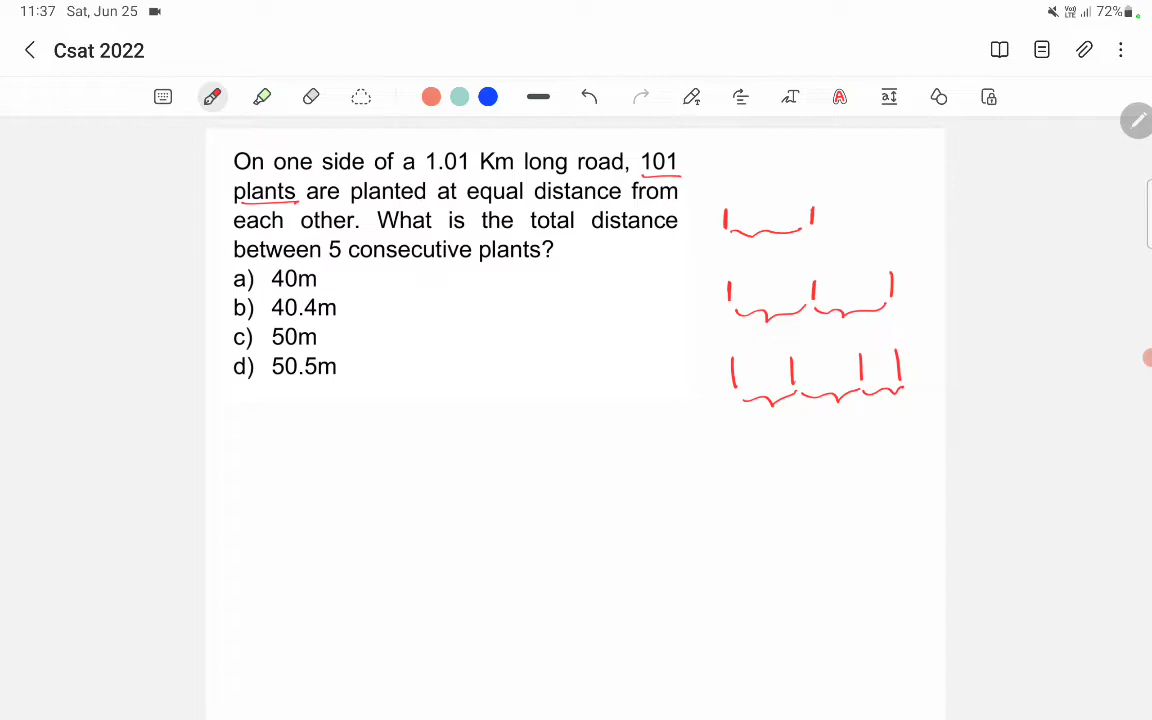 11:37 Sat, Jun 25 72%
Csat 2022
On one side of a 1.01 Km long road, 101
plants are planted at equal distance from
each other. What is the total distance
between 5 consecutive plants?
a) 40m
b) 40.4m
c) 50m
d) 50.5m